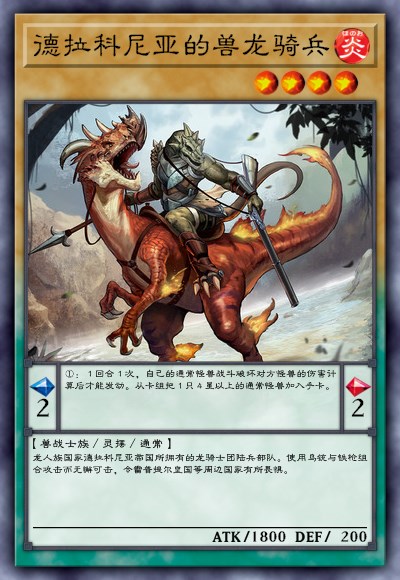 德拉科尼亚的兽龙骑兵
炎
ほのお
①：1回合1次，自己的通常怪兽战斗破坏对方怪兽的伤害计
算后才能发动。从卡组把1只4星以上的通常怪兽加入手卡。
2
2
【兽战士族／灵摆／通常】
龙人族国家德拉科尼亚帝国所拥有的龙骑士团陆兵部队。使用鸟铳与铁枪组
合攻击而无懈可击，令雷普提尔皇国等周边国家有所畏惧。
ATK/1800 DEF/ 200